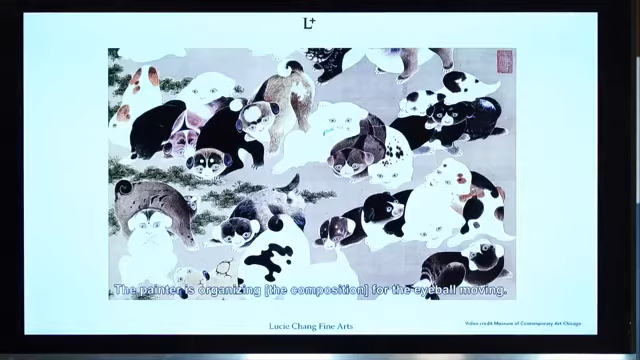 L+
The painter is organizing [the composition] for the eyeball moving.
Lucie Chang Fine Arts
Video credit Museum of Contemporary Art Chicago